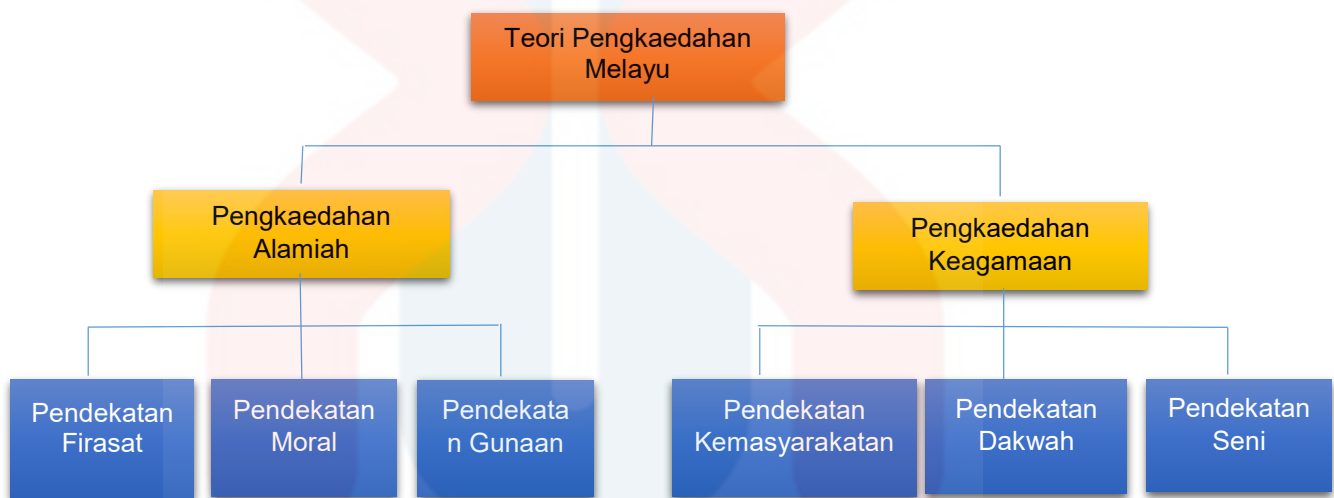 Teori Pengkaedahan
Melayu
Pengkaedahan
Alamiah
Pengkaedahan
Keagamaan
Pendekatan
Firasat
Pendekatan
Moral
Pendekata
n Gunaan
Pendekatan
Kemasyarakatan
Pendekatan
Dakwah
Pendekatan
Seni